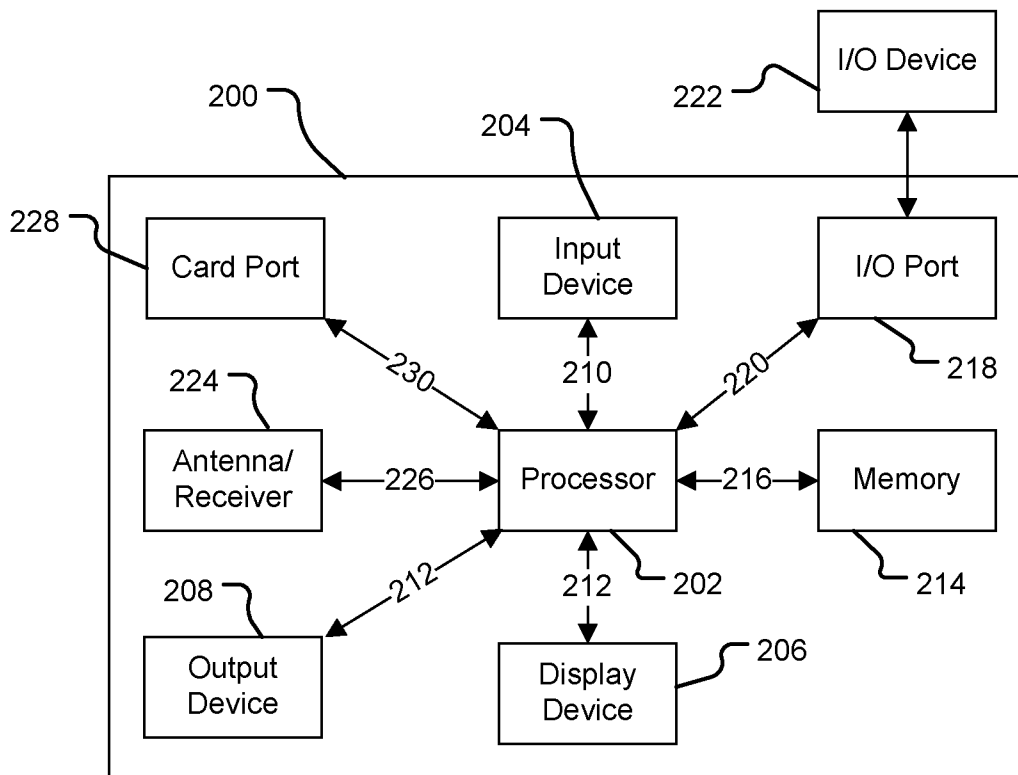 I/O Device
222
200
204
228
Card Port
Input
Device
I/O Port
230
210
220
218
224
Antenna/
Receiver
226
Processor
216
Memory
212
212
202
214
208
Output
Device
Display
Device
206